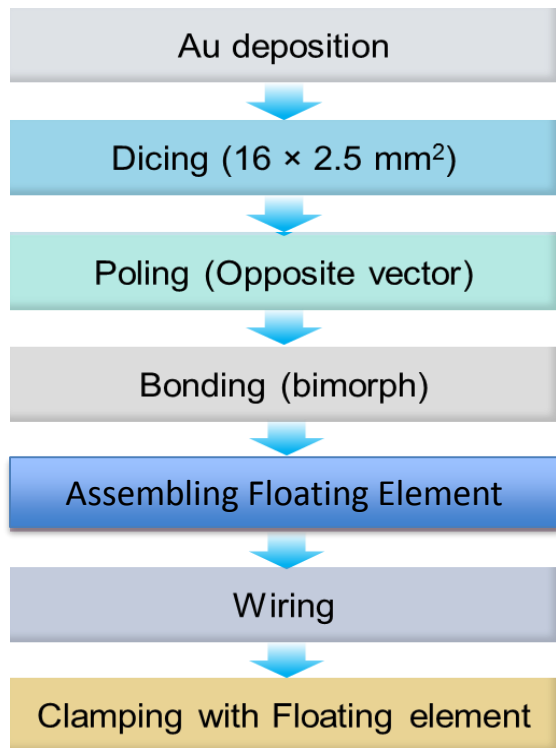 Au deposition
Dicing (16 × 2.5 mm²)
Poling (Opposite vector)
Bonding (bimorph)
Assembling Floating Element
Wiring
Clamping with Floating element